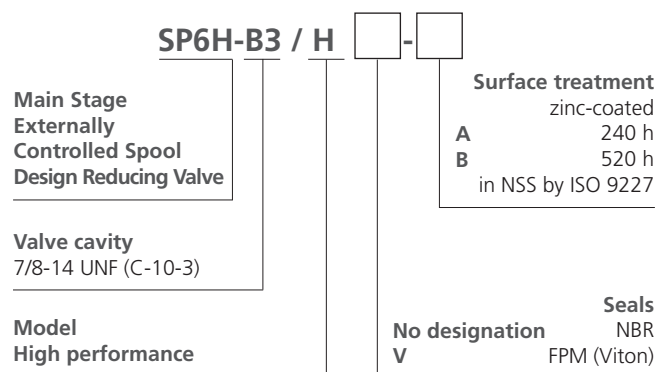 SP6H-B3 / H -
Main Stage
Externally
Controlled Spool
Design Reducing Valve
Surface treatment
zinc-coated
A 240 h
B 520 h
in NSS by ISO 9227
Valve cavity
7/8-14 UNF (C-10-3)
Model
High performance
Seals
No designation NBR
V FPM (Viton)